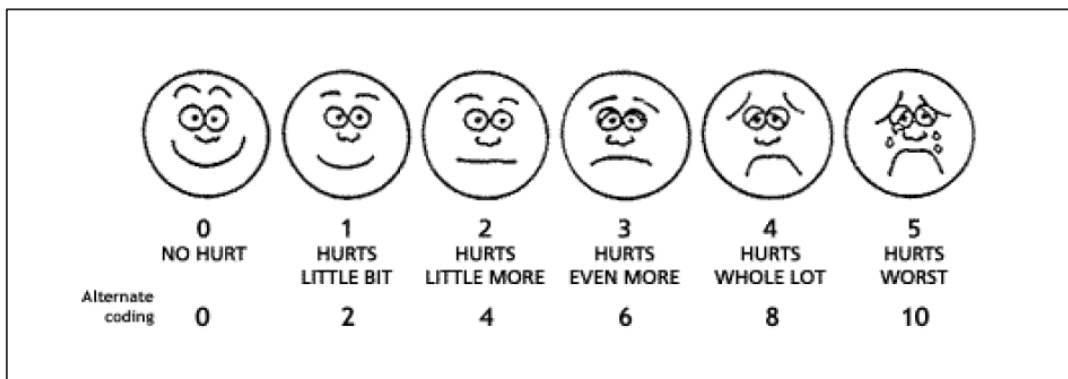 0 1 2 3 4 5
NO HURT HURTS HURTS HURTS HURTS HURTS
LITTLE BIT LITTLE MORE EVEN MORE WHOLE LOT WORST
Alternate
coding 0 2 4 6 8 10